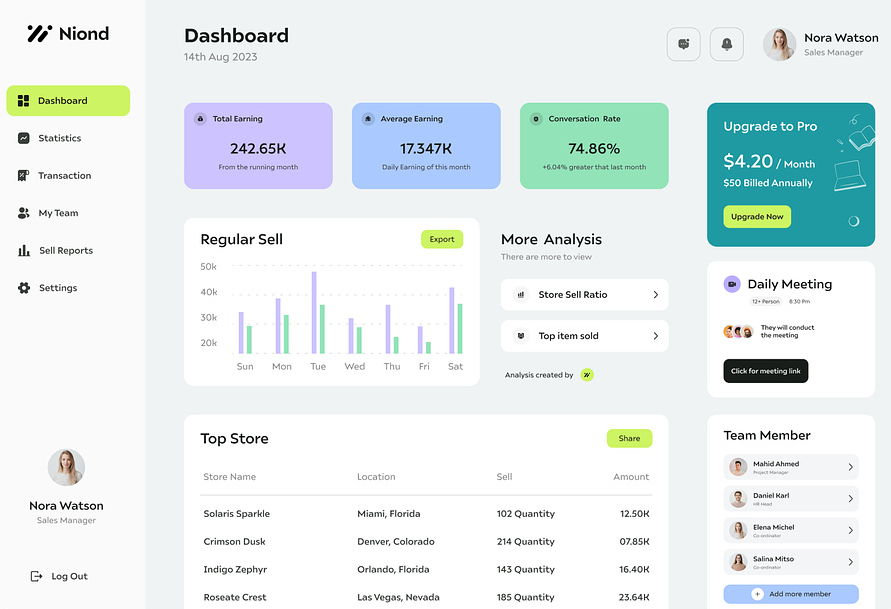 Niond
Dashboard
Statistics
Transaction
My Team
Sell Reports
Settings
Nora Watson
Sales Manager
Log Out
Dashboard
14th Aug 2023
Nora Watson
Sales Manager
Total Earning
242.65K
From the running month
Average Earning
17.347K
Daily Earning of this month
Conversation Rate
74.86%
+6.04% greater that last month
Regular Sell
Export
50k
40k
30k
20k
Sun Mon Tue Wed Thu Fri Sat
More Analysis
There are more to view
Store Sell Ratio
Top item sold
Analysis created by
Top Store
Share
Store Name Location Sell Amount
Solaris Sparkle Miami, Florida 102 Quantity 12.50K
Crimson Dusk Denver, Colorado 214 Quantity 07.85K
Indigo Zephyr Orlando, Florida 143 Quantity 16.40K
Roseate Crest Las Vegas, Nevada 185 Quantity 23.64K
Upgrade to Pro
$4.20 / Month
$50 Billed Annually
Upgrade Now
Daily Meeting
12+ Person 8:30 Pm
They will conduct
the meeting
Click for meeting link
Team Member
Mahid Ahmed
Project Manager
Daniel Karl
HR Head
Elena Michel
Co-ordinator
Salina Mitso
Co-ordinator
Add more member